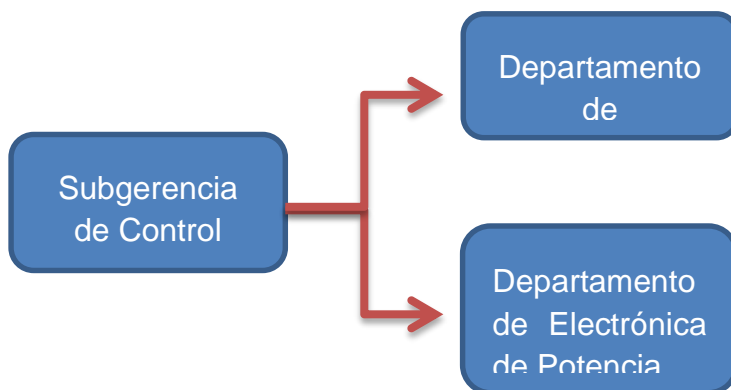 Departamento
de
Subgerencia
de Control
Departamento
de Electrónica
de Potencia